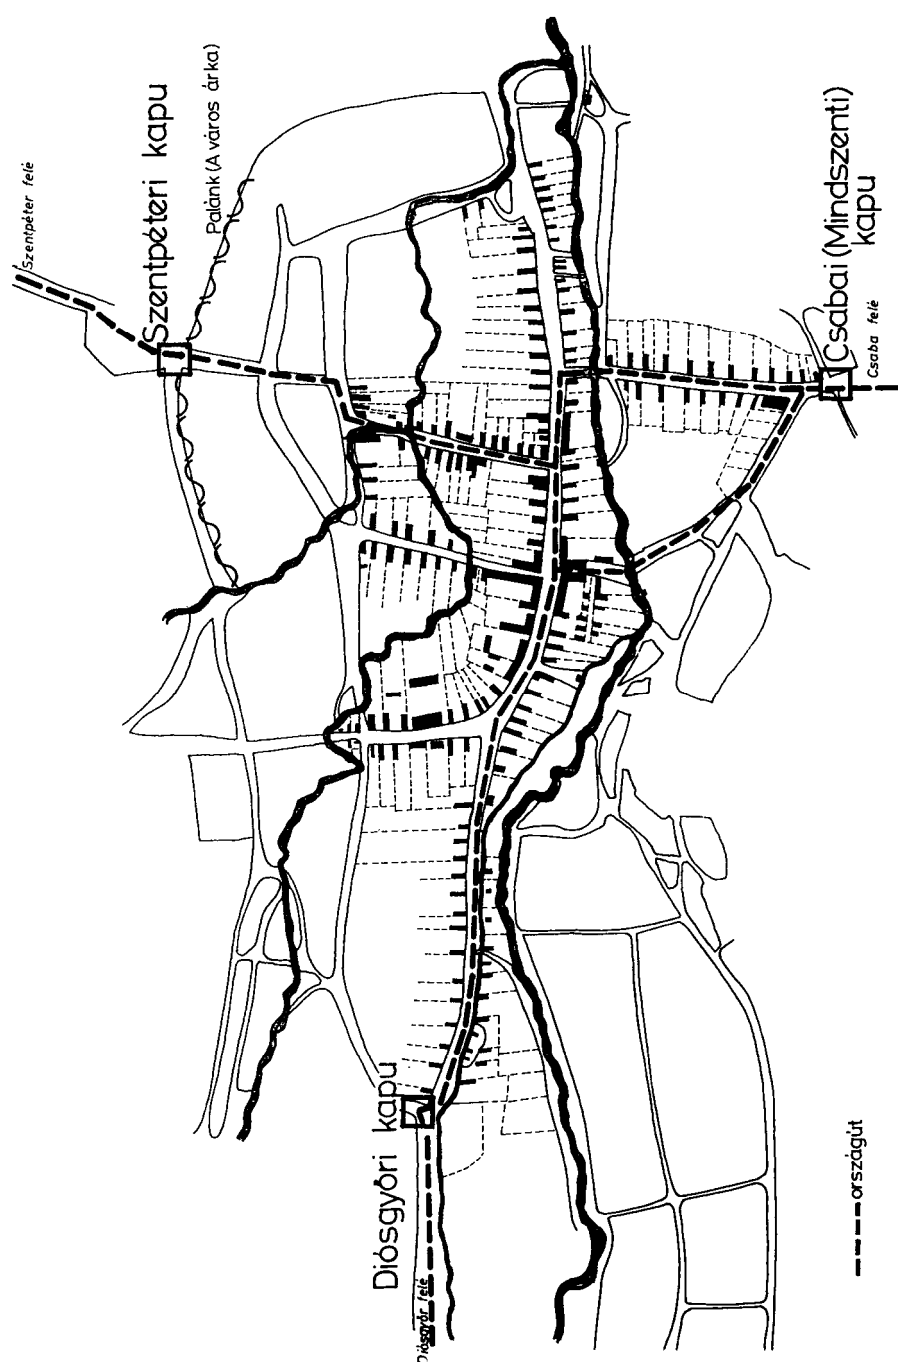 Szentpéter felé
Szentpéteri kapu
Palánk (A város árka)
Csabai (Mindszenti)
kapu
Csaba felé
Diósgyőri kapu
Diósgyőr felé
országút